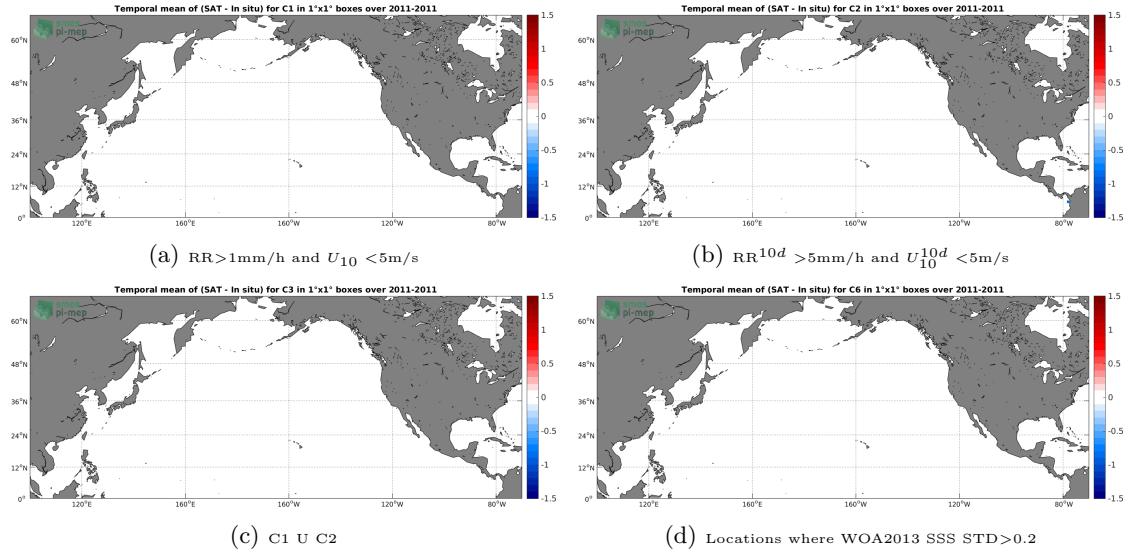 Temporal mean of (SAT - In situ) for C1 in 1°x1° boxes over 2011-2011
smos
pi-mep
60°N
48°N
36°N
24°N
12°N
0°
120°E
160°E
160°W
120°W
80°W
1.5
1
0.5
0
-0.5
-1
-1.5
(a) RR>1mm/h and U10 <5m/s
Temporal mean of (SAT - In situ) for C2 in 1°x1° boxes over 2011-2011
smos
pi-mep
60°N
48°N
36°N
24°N
12°N
0°
120°E
160°E
160°W
120°W
80°W
1.5
1
0.5
0
-0.5
-1
-1.5
(b) RR^10d >5mm/h and U10^10d <5m/s
Temporal mean of (SAT - In situ) for C3 in 1°x1° boxes over 2011-2011
smos
pi-mep
60°N
48°N
36°N
24°N
12°N
0°
120°E
160°E
160°W
120°W
80°W
1.5
1
0.5
0
-0.5
-1
-1.5
(c) C1 U C2
Temporal mean of (SAT - In situ) for C6 in 1°x1° boxes over 2011-2011
smos
pi-mep
60°N
48°N
36°N
24°N
12°N
0°
120°E
160°E
160°W
120°W
80°W
1.5
1
0.5
0
-0.5
-1
-1.5
(d) Locations where WOA2013 SSS STD>0.2